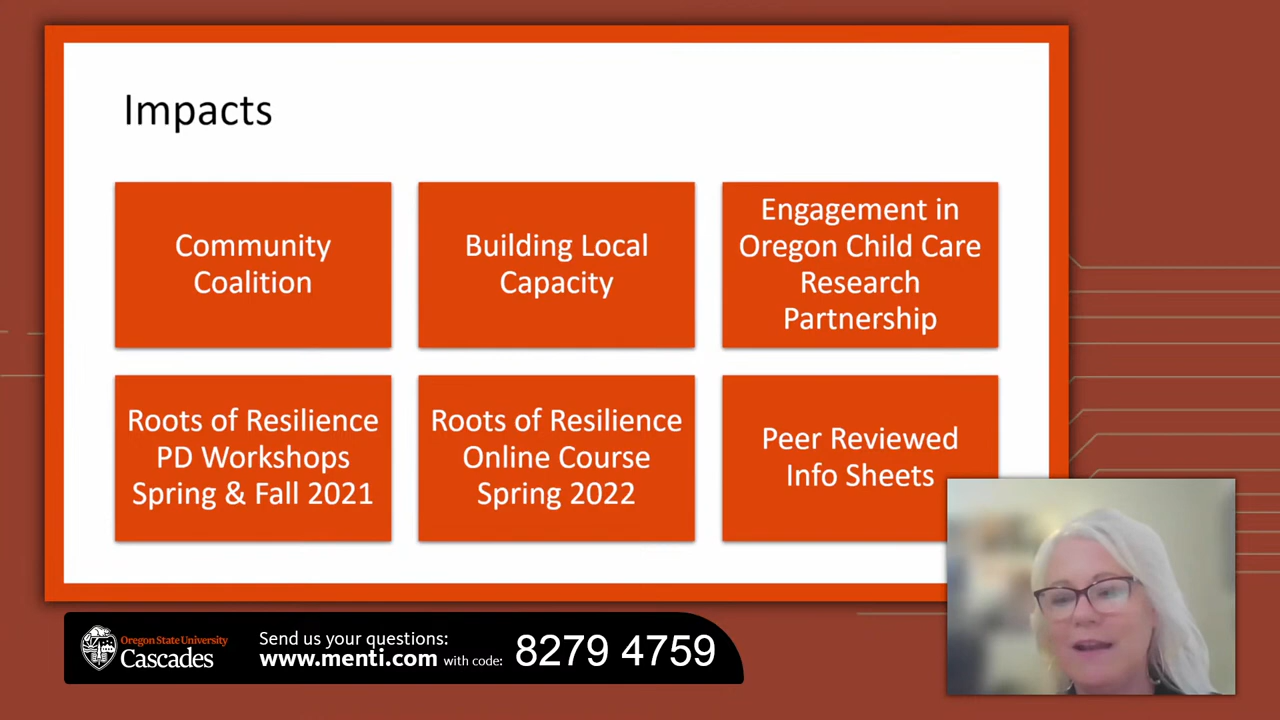 Impacts
Community
Coalition
Building Local
Capacity
Engagement in
Oregon Child Care
Research
Partnership
Roots of Resilience
PD Workshops
Spring & Fall 2021
Roots of Resilience
Online Course
Spring 2022
Peer Reviewed
Info Sheets
Oregon State University
Cascades
Send us your questions:
www.menti.com with code:
8279 4759